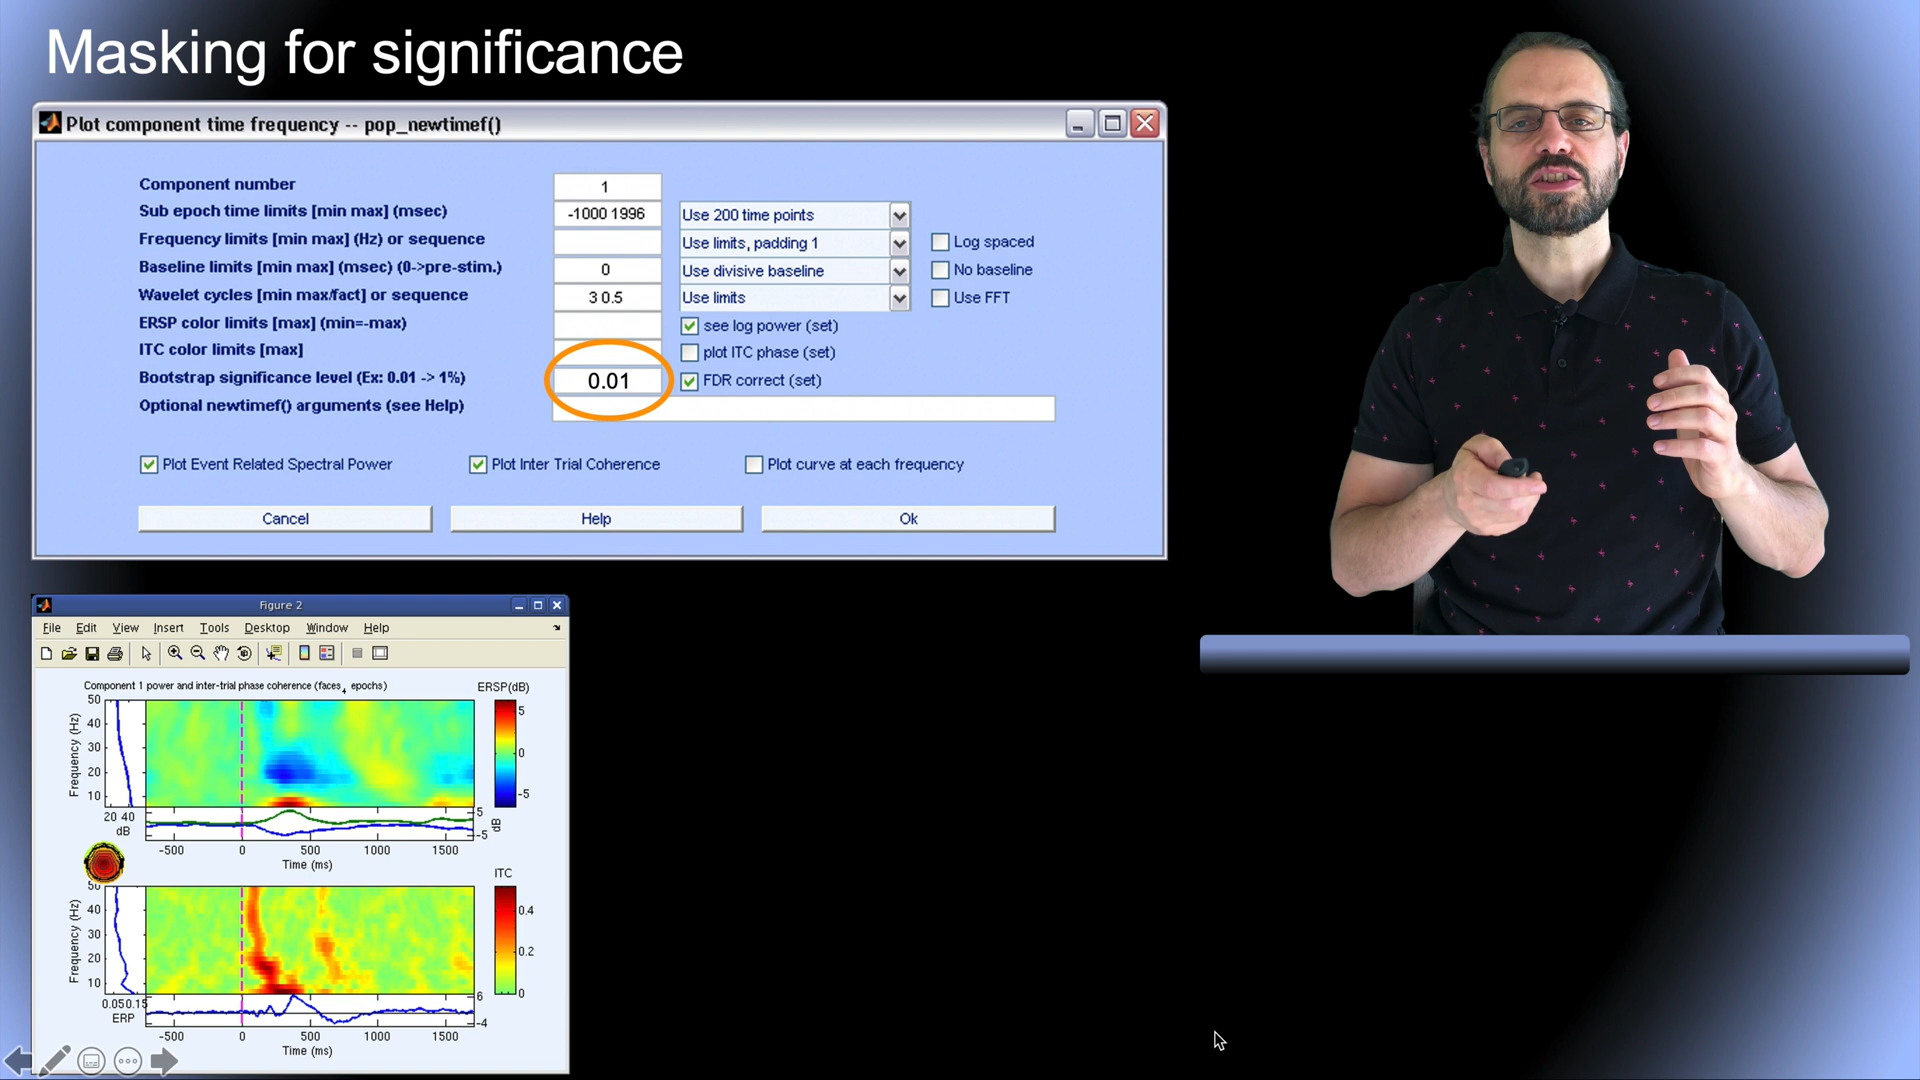 Masking for significance
Plot component time frequency -- pop_newtimef()
Component number 1
Sub epoch time limits [min max] (msec) -1000 1996 Use 200 time points
Frequency limits [min max] (Hz) or sequence Use limits, padding 1 Log spaced
Baseline limits [min max] (msec) (0->pre-stim.) 0 Use divisive baseline No baseline
Wavelet cycles [min max/fact] or sequence 3 0.5 Use limits Use FFT
ERSP color limits [max] (min=-max) see log power (set)
ITC color limits [max] plot ITC phase (set)
Bootstrap significance level (Ex: 0.01 -> 1%) 0.01 FDR correct (set)
Optional newtimef() arguments (see Help)
Plot Event Related Spectral Power Plot Inter Trial Coherence Plot curve at each frequency
Cancel Help Ok
Figure 2
File Edit View Insert Tools Desktop Window Help
Component 1 power and inter-trial phase coherence (faces4 epochs) ERSP(dB)
Frequency (Hz)
50
40
30
20
10
5
0
-5
20 40
dB
5
-5
dB
-500 0 500 1000 1500
Time (ms)
ITC
Frequency (Hz)
50
40
30
20
10
0.4
0.2
0
0.05 0.15
ERP
6
-4
-500 0 500 1000 1500
Time (ms)